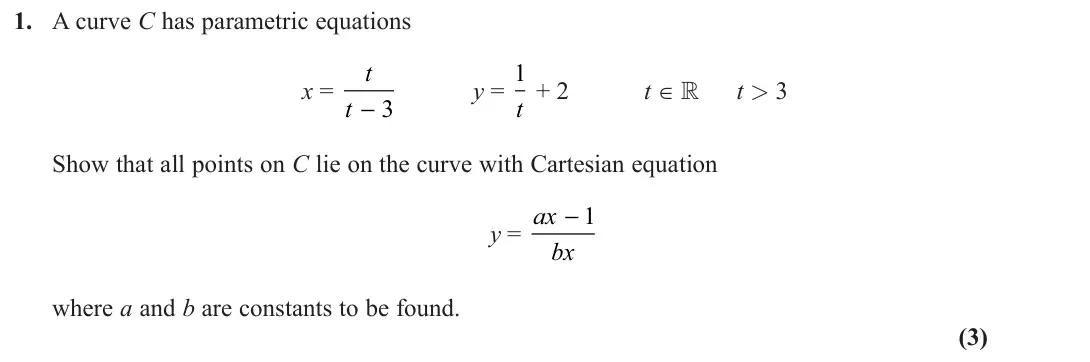 1. A curve C has parametric equations
x = t/(t − 3)    y = 1/t + 2    t ∈ ℝ    t > 3
Show that all points on C lie on the curve with Cartesian equation
y = (ax − 1)/(bx)
where a and b are constants to be found.
(3)